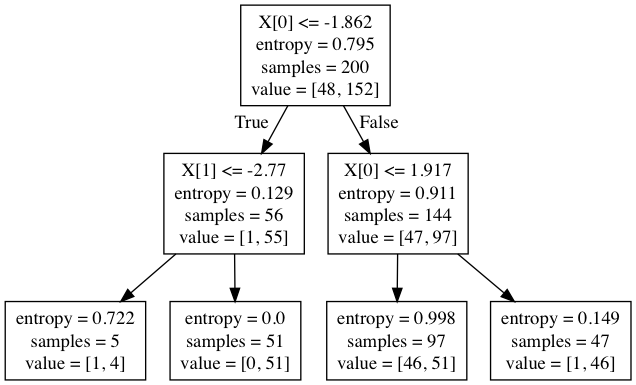 X[0] <= -1.862
entropy = 0.795
samples = 200
value = [48, 152]
True
False
X[1] <= -2.77
entropy = 0.129
samples = 56
value = [1, 55]
X[0] <= 1.917
entropy = 0.911
samples = 144
value = [47, 97]
entropy = 0.722
samples = 5
value = [1, 4]
entropy = 0.0
samples = 51
value = [0, 51]
entropy = 0.998
samples = 97
value = [46, 51]
entropy = 0.149
samples = 47
value = [1, 46]